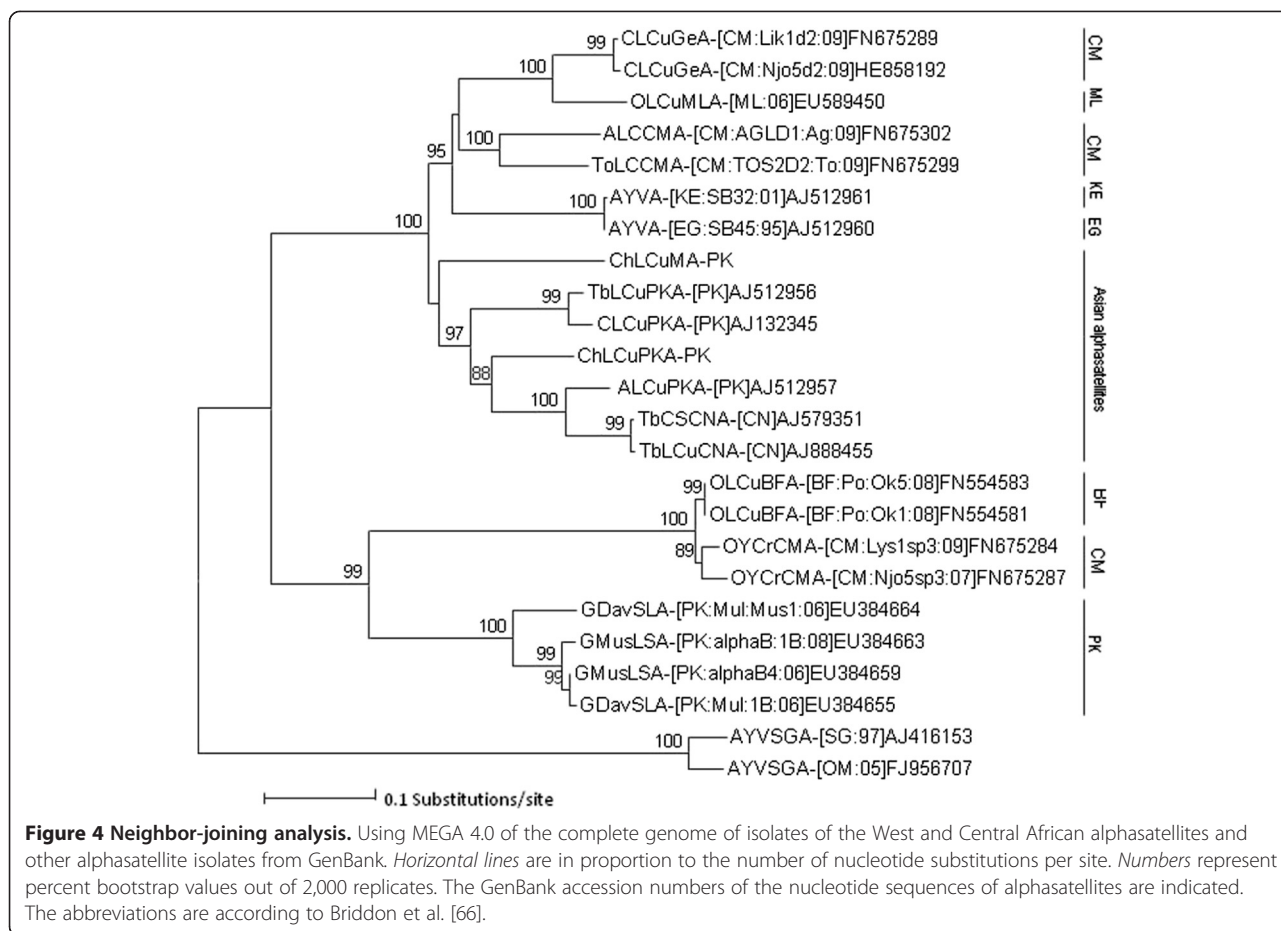 99
CLCuGeA-[CM:Lik1d2:09]FN675289
CM
100
CLCuGeA-[CM:Njo5d2:09]HE858192
OLCuMLA-[ML:06]EU589450
ML
100
ALCCMA-[CM:AGLD1:Ag:09]FN675302
CM
95
ToLCCMA-[CM:TOS2D2:To:09]FN675299
100
AYVA-[KE:SB32:01]AJ512961
KE
100
AYVA-[EG:SB45:95]AJ512960
EG
ChLCuMA-PK
Asian alphasatellites
99
TbLCuPKA-[PK]AJ512956
97
CLCuPKA-[PK]AJ132345
88
ChLCuPKA-PK
100
ALCuPKA-[PK]AJ512957
99
TbCSCNA-[CN]AJ579351
TbLCuCNA-[CN]AJ888455
99
OLCuBFA-[BF:Po:Ok5:08]FN554583
BF
100
OLCuBFA-[BF:Po:Ok1:08]FN554581
89
OYCrCMA-[CM:Lys1sp3:09]FN675284
CM
99
OYCrCMA-[CM:Njo5sp3:07]FN675287
100
GDavSLA-[PK:Mul:Mus1:06]EU384664
PK
99
GMusLSA-[PK:alphaB:1B:08]EU384663
99
GMusLSA-[PK:alphaB4:06]EU384659
GDavSLA-[PK:Mul:1B:06]EU384655
100
AYVSGA-[SG:97]AJ416153
AYVSGA-[OM:05]FJ956707
0.1 Substitutions/site
Figure 4 Neighbor-joining analysis. Using MEGA 4.0 of the complete genome of isolates of the West and Central African alphasatellites and
other alphasatellite isolates from GenBank. Horizontal lines are in proportion to the number of nucleotide substitutions per site. Numbers represent
percent bootstrap values out of 2,000 replicates. The GenBank accession numbers of the nucleotide sequences of alphasatellites are indicated.
The abbreviations are according to Briddon et al. [66].